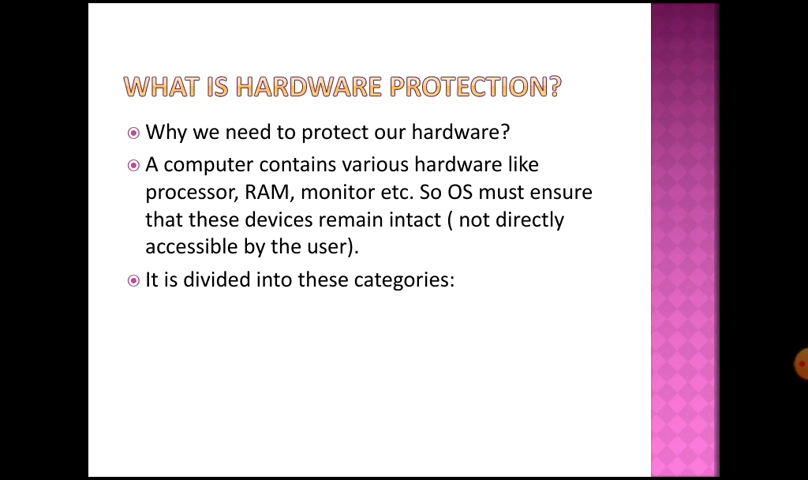 WHAT IS HARDWARE PROTECTION?
Why we need to protect our hardware?
A computer contains various hardware like
processor, RAM, monitor etc. So OS must ensure
that these devices remain intact ( not directly
accessible by the user).
It is divided into these categories: